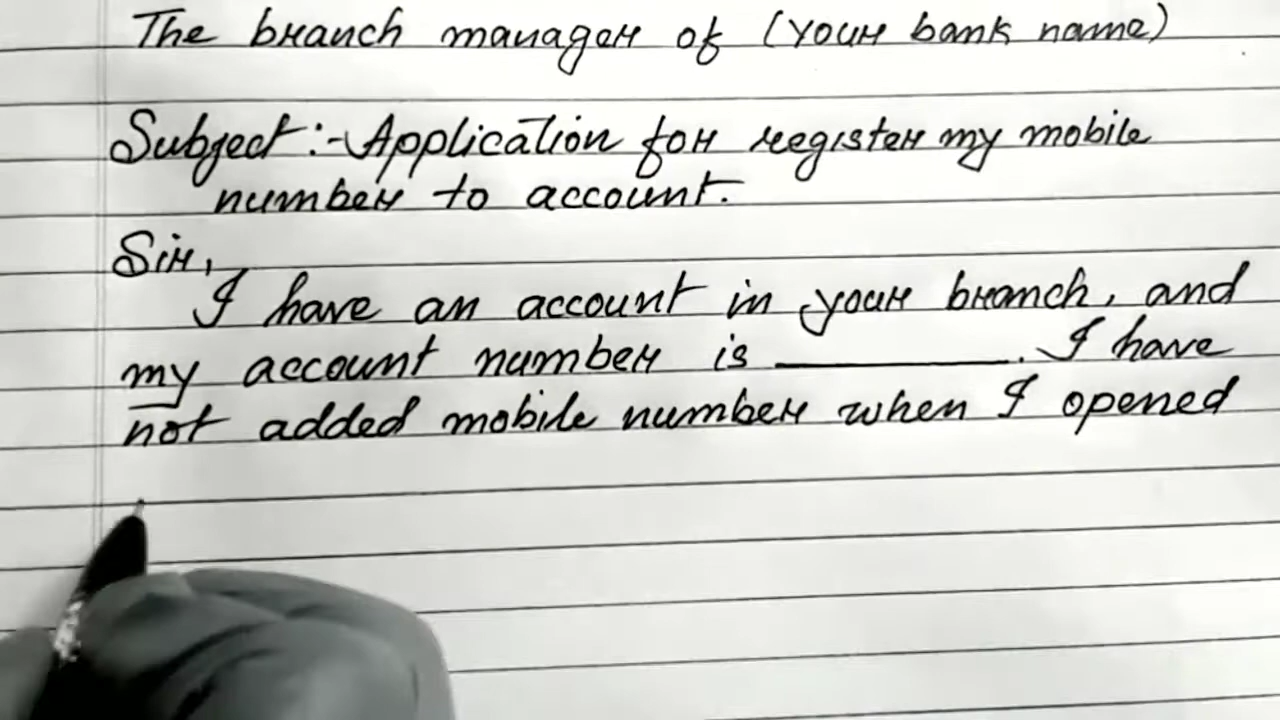 The branch manager of (your bank name)
Subject:-Application for register my mobile
number to account.
Sir,
I have an account in your branch, and
my account number is __________. I have
not added mobile number when I opened